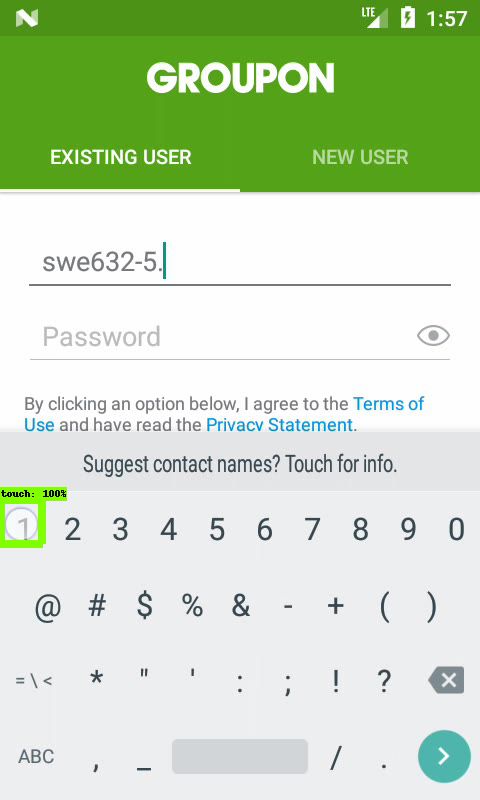 LTE 1:57
GROUPON
EXISTING USER NEW USER
swe632-5.
Password
By clicking an option below, I agree to the Terms of
Use and have read the Privacy Statement.
Suggest contact names? Touch for info.
touch: 100%
1 2 3 4 5 6 7 8 9 0
@ # $ % & - + ( )
= \ < * " ' : ; ! ?
ABC , _ / .